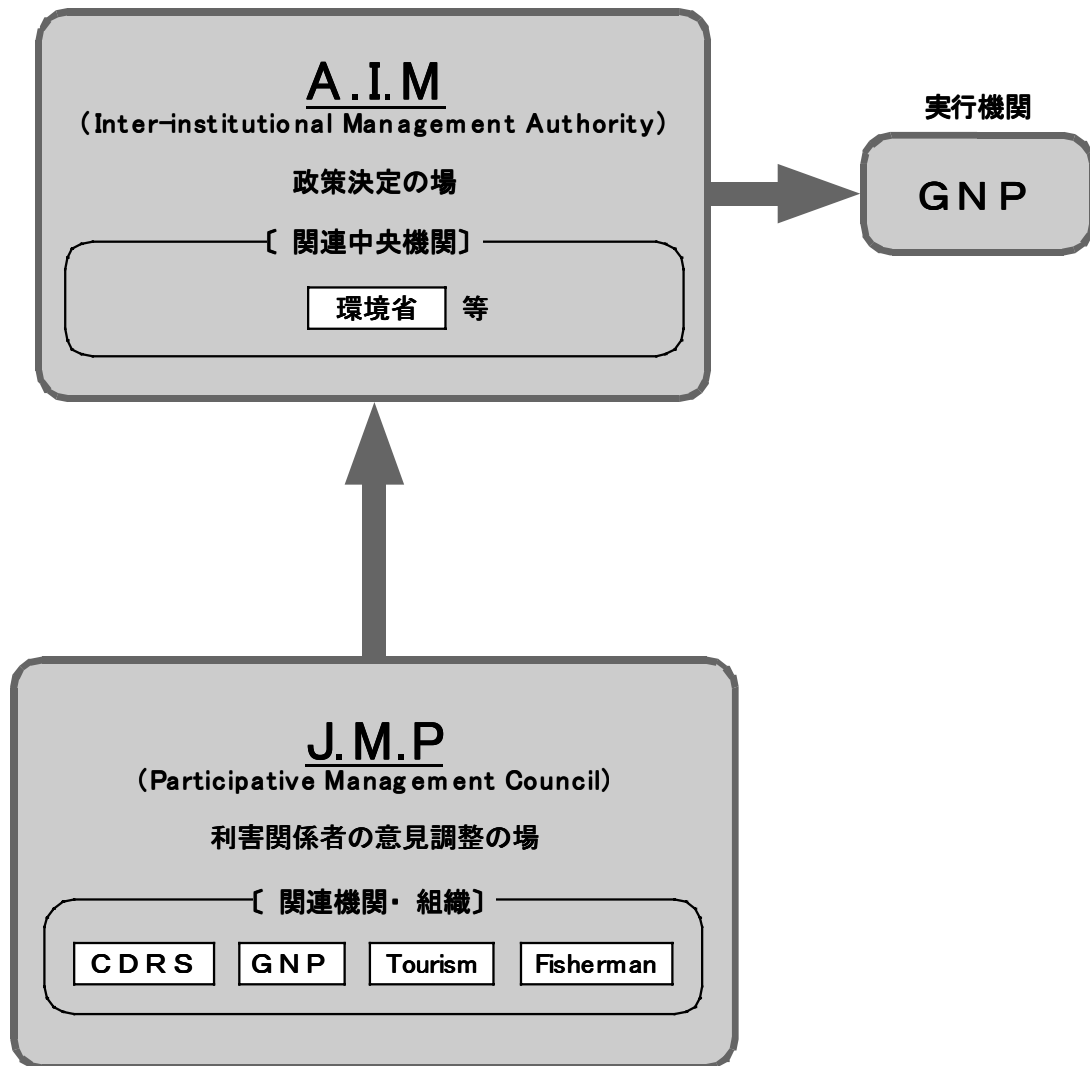 A.I.M
(Inter-institutional Management Authority)
政策決定の場
〔 関連中央機関〕
環境省 等
実行機関
GNP
J.M.P
(Participative Management Council)
利害関係者の意見調整の場
〔 関連機関・ 組織〕
CDRS GNP Tourism Fisherman